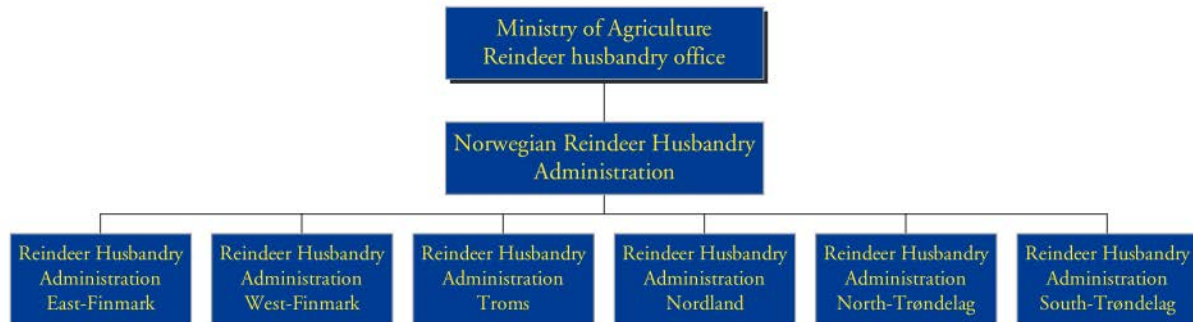 Ministry of Agriculture
Reindeer husbandry office
Norwegian Reindeer Husbandry
Administration
Reindeer Husbandry
Administration
East-Finmark
Reindeer Husbandry
Administration
West-Finmark
Reindeer Husbandry
Administration
Troms
Reindeer Husbandry
Administration
Nordland
Reindeer Husbandry
Administration
North-Trøndelag
Reindeer Husbandry
Administration
South-Trøndelag